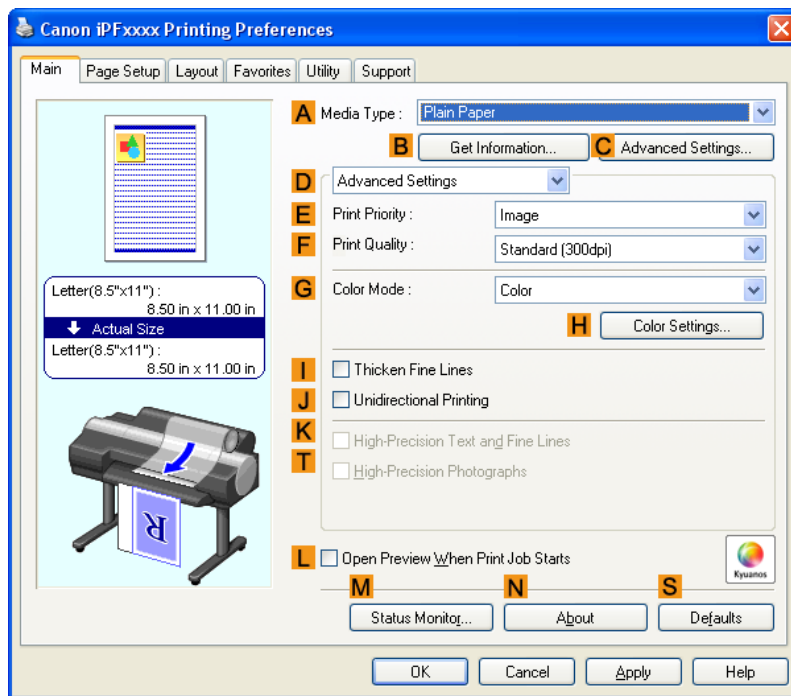 Canon iPFxxxx Printing Preferences
Main Page Setup Layout Favorites Utility Support
A Media Type : Plain Paper
B Get Information... C Advanced Settings...
D Advanced Settings
E Print Priority : Image
F Print Quality : Standard (300dpi)
G Color Mode : Color
H Color Settings...
I Thicken Fine Lines
J Unidirectional Printing
K High-Precision Text and Fine Lines
T High-Precision Photographs
Letter(8.5"x11") :
8.50 in x 11.00 in
Actual Size
Letter(8.5"x11") :
8.50 in x 11.00 in
R
L Open Preview When Print Job Starts
Kyuanos
M N S
Status Monitor... About Defaults
OK Cancel Apply Help